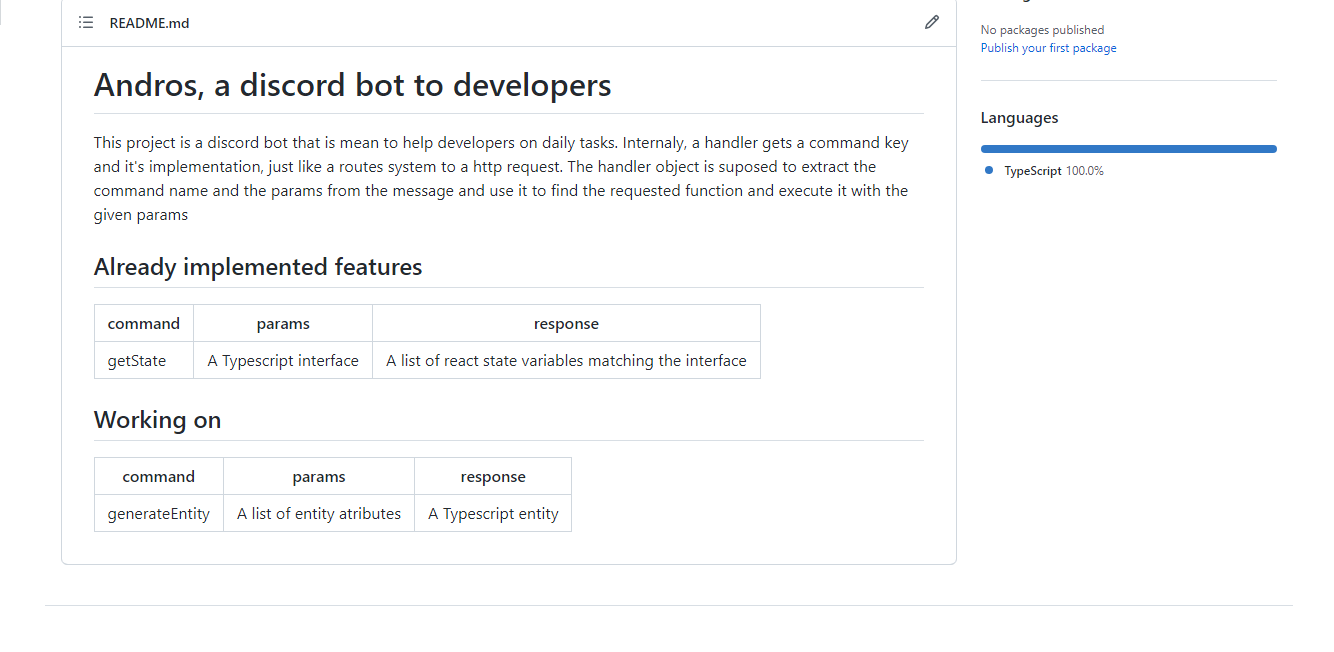 README.md
Andros, a discord bot to developers
This project is a discord bot that is mean to help developers on daily tasks. Internaly, a handler gets a command key
and it's implementation, just like a routes system to a http request. The handler object is suposed to extract the
command name and the params from the message and use it to find the requested function and execute it with the
given params
Already implemented features
command params response
getState A Typescript interface A list of react state variables matching the interface
Working on
command params response
generateEntity A list of entity atributes A Typescript entity
No packages published
Publish your first package
Languages
TypeScript 100.0%